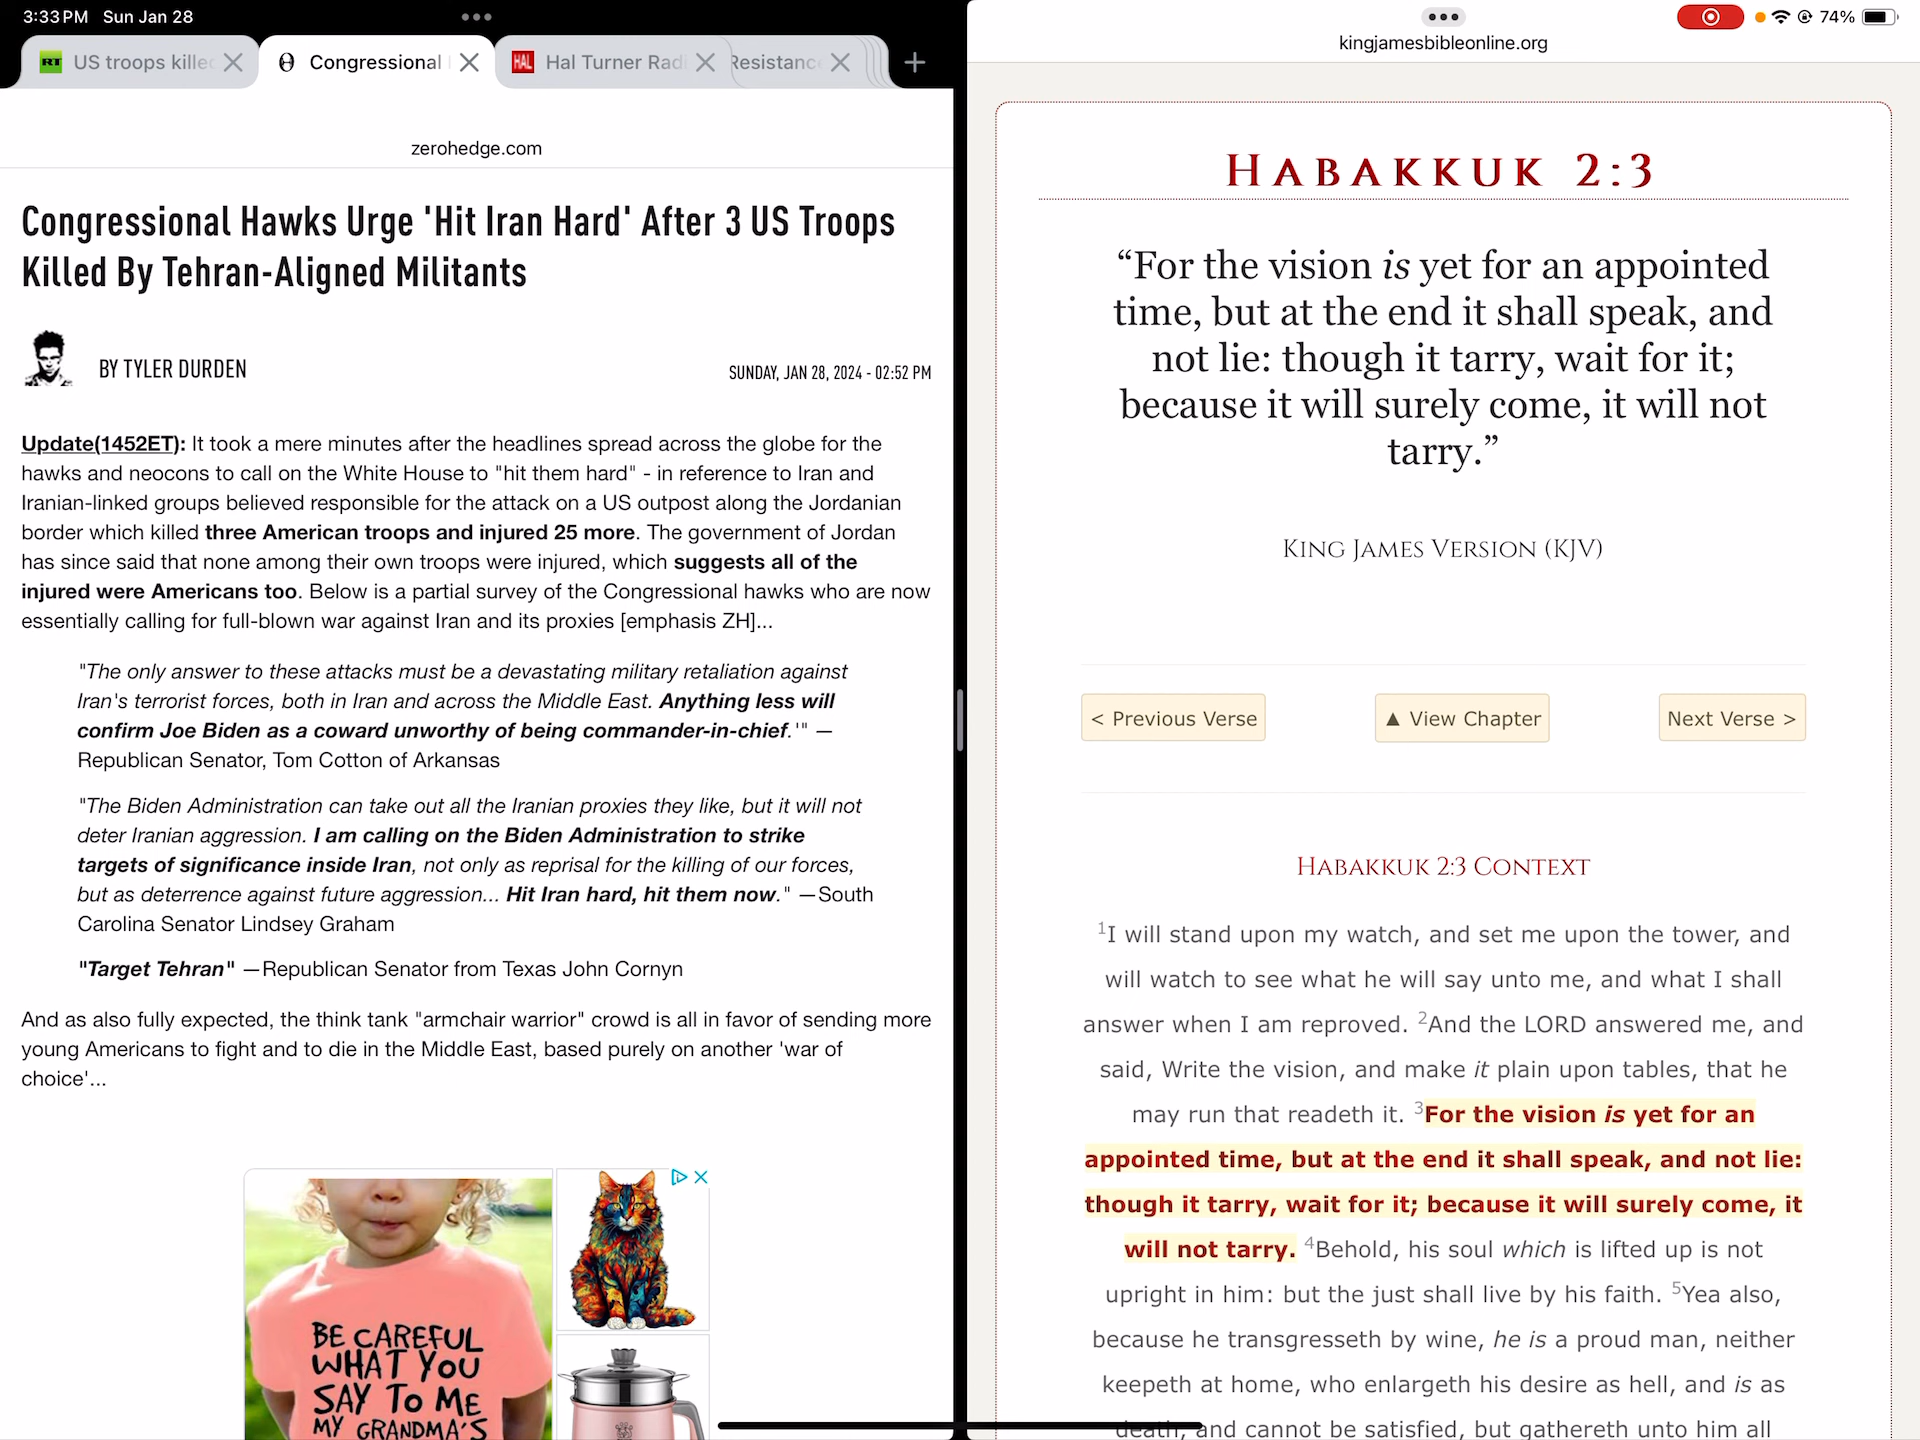 3:33 PM Sun Jan 28
US troops kille
Congressional
HAL Hal Turner Rad
Resistanc
zerohedge.com
Congressional Hawks Urge 'Hit Iran Hard' After 3 US Troops
Killed By Tehran-Aligned Militants
BY TYLER DURDEN
SUNDAY, JAN 28, 2024 - 02:52 PM
Update(1452ET): It took a mere minutes after the headlines spread across the globe for the
hawks and neocons to call on the White House to "hit them hard" - in reference to Iran and
Iranian-linked groups believed responsible for the attack on a US outpost along the Jordanian
border which killed three American troops and injured 25 more. The government of Jordan
has since said that none among their own troops were injured, which suggests all of the
injured were Americans too. Below is a partial survey of the Congressional hawks who are now
essentially calling for full-blown war against Iran and its proxies [emphasis ZH]...
"The only answer to these attacks must be a devastating military retaliation against
Iran's terrorist forces, both in Iran and across the Middle East. Anything less will
confirm Joe Biden as a coward unworthy of being commander-in-chief.'" —
Republican Senator, Tom Cotton of Arkansas
"The Biden Administration can take out all the Iranian proxies they like, but it will not
deter Iranian aggression. I am calling on the Biden Administration to strike
targets of significance inside Iran, not only as reprisal for the killing of our forces,
but as deterrence against future aggression... Hit Iran hard, hit them now." —South
Carolina Senator Lindsey Graham
"Target Tehran" —Republican Senator from Texas John Cornyn
And as also fully expected, the think tank "armchair warrior" crowd is all in favor of sending more
young Americans to fight and to die in the Middle East, based purely on another 'war of
choice'...
BE CAREFUL
WHAT YOU
SAY TO ME
MY GRANDMA'S
74%
kingjamesbibleonline.org
HABAKKUK 2:3
“For the vision is yet for an appointed
time, but at the end it shall speak, and
not lie: though it tarry, wait for it;
because it will surely come, it will not
tarry.”
KING JAMES VERSION (KJV)
< Previous Verse
▲ View Chapter
Next Verse >
HABAKKUK 2:3 CONTEXT
1I will stand upon my watch, and set me upon the tower, and
will watch to see what he will say unto me, and what I shall
answer when I am reproved. 2And the LORD answered me, and
said, Write the vision, and make it plain upon tables, that he
may run that readeth it. 3For the vision is yet for an
appointed time, but at the end it shall speak, and not lie:
though it tarry, wait for it; because it will surely come, it
will not tarry. 4Behold, his soul which is lifted up is not
upright in him: but the just shall live by his faith. 5Yea also,
because he transgresseth by wine, he is a proud man, neither
keepeth at home, who enlargeth his desire as hell, and is as
death, and cannot be satisfied, but gathereth unto him all